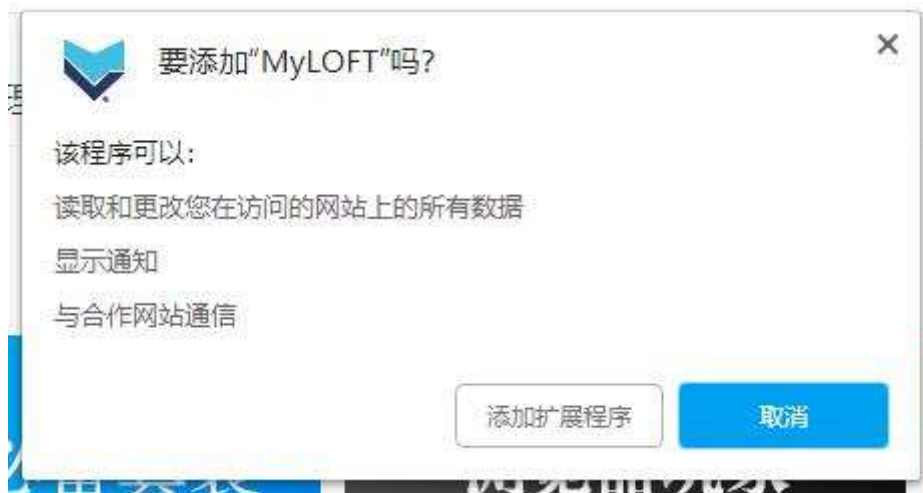 要添加“MyLOFT”吗?
该程序可以:
读取和更改您在访问的网站上的所有数据
显示通知
与合作网站通信
添加扩展程序
取消